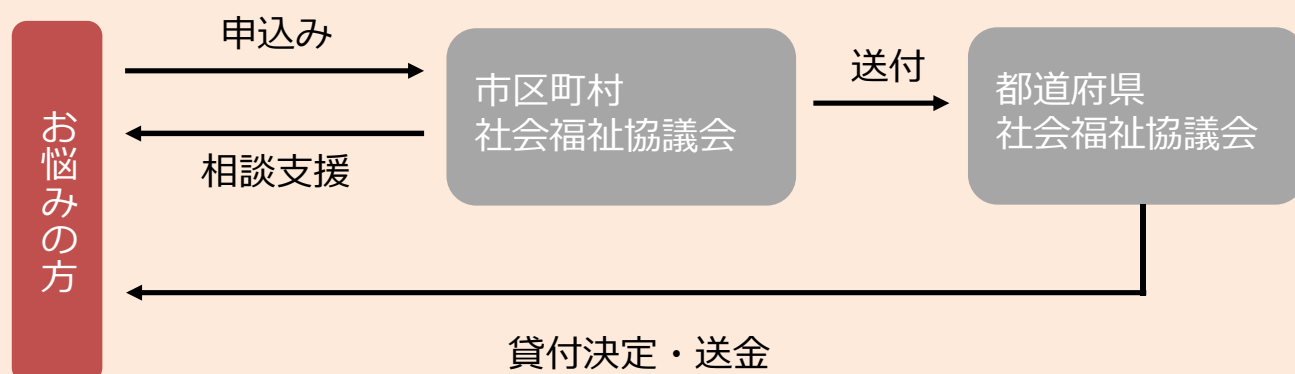 お悩みの方
申込み
相談支援
市区町村
社会福祉協議会
送付
都道府県
社会福祉協議会
貸付決定・送金